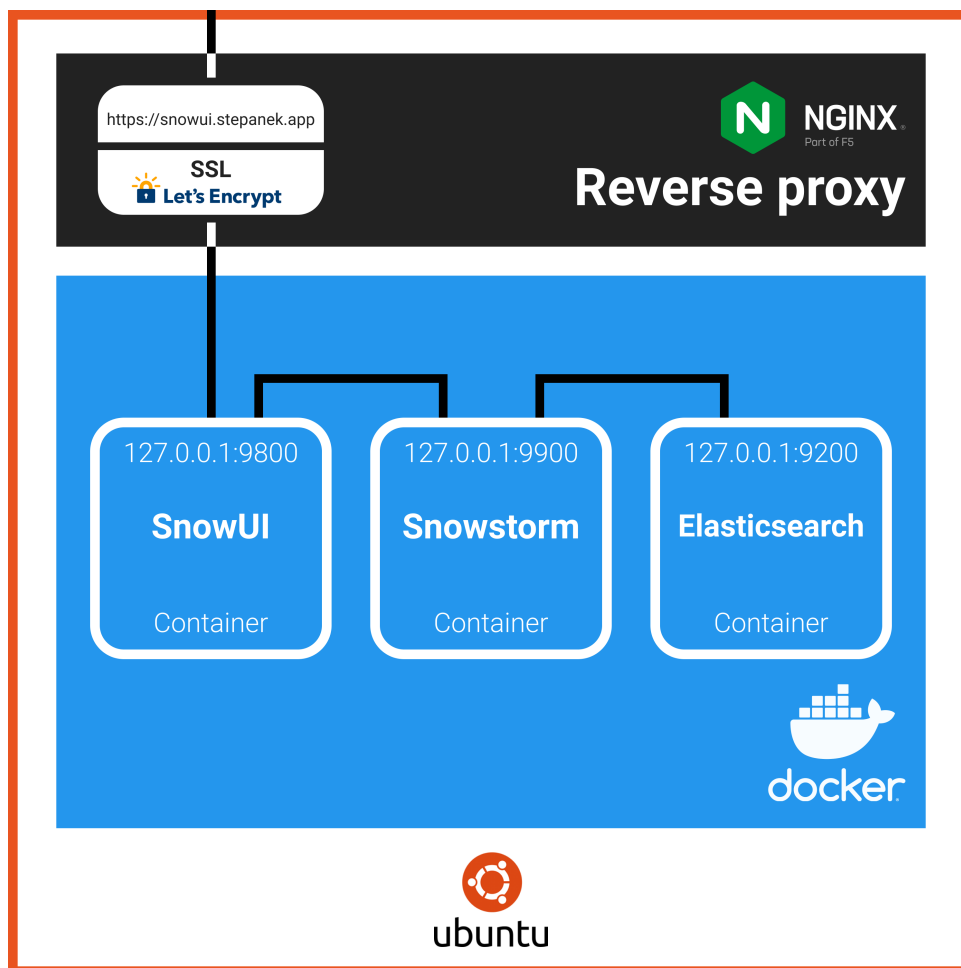 https://snowui.stepanek.app
SSL
Let's Encrypt
NGINX
Part of F5
Reverse proxy
127.0.0.1:9800
SnowUI
Container
127.0.0.1:9900
Snowstorm
Container
127.0.0.1:9200
Elasticsearch
Container
docker
ubuntu